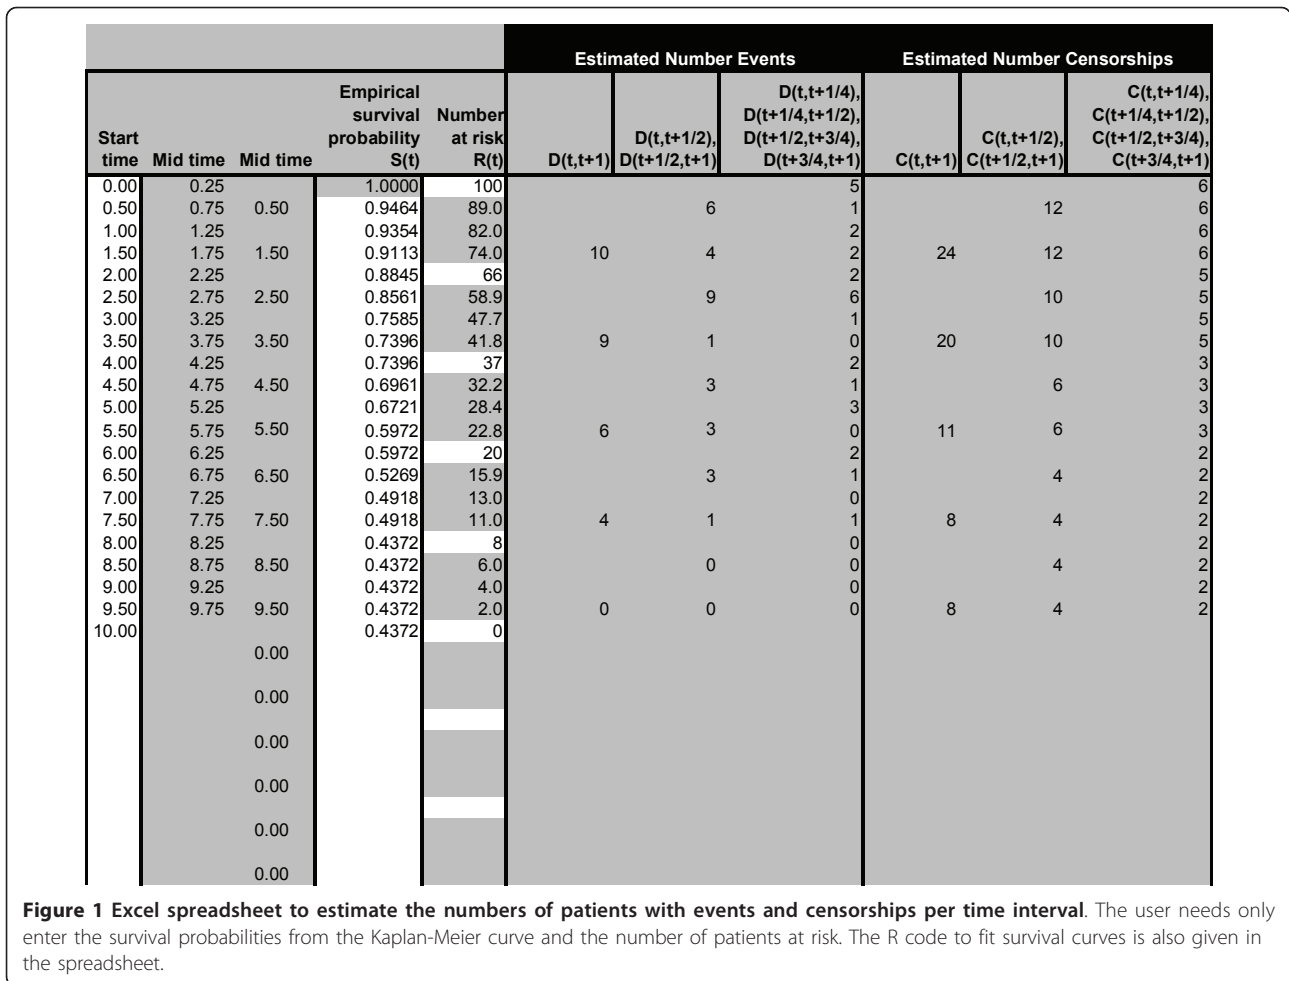 Estimated Number Events Estimated Number Censorships
Start time Mid time Mid time Empirical survival probability S(t) Number at risk R(t) D(t,t+1) D(t,t+1/2), D(t+1/2,t+1) D(t,t+1/4), D(t+1/4,t+1/2), D(t+1/2,t+3/4), D(t+3/4,t+1) C(t,t+1) C(t,t+1/2), C(t+1/2,t+1) C(t,t+1/4), C(t+1/4,t+1/2), C(t+1/2,t+3/4), C(t+3/4,t+1)
0.00 0.25 1.0000 100 5 6
0.50 0.75 0.50 0.9464 89.0 6 1 12 6
1.00 1.25 0.9354 82.0 2 6
1.50 1.75 1.50 0.9113 74.0 10 4 2 24 12 6
2.00 2.25 0.8845 66 2 5
2.50 2.75 2.50 0.8561 58.9 9 6 10 5
3.00 3.25 0.7585 47.7 1 5
3.50 3.75 3.50 0.7396 41.8 9 1 0 20 10 5
4.00 4.25 0.7396 37 2 3
4.50 4.75 4.50 0.6961 32.2 3 1 6 3
5.00 5.25 0.6721 28.4 3 3
5.50 5.75 5.50 0.5972 22.8 6 3 0 11 6 3
6.00 6.25 0.5972 20 2 2
6.50 6.75 6.50 0.5269 15.9 3 1 4 2
7.00 7.25 0.4918 13.0 0 2
7.50 7.75 7.50 0.4918 11.0 4 1 1 8 4 2
8.00 8.25 0.4372 8 0 2
8.50 8.75 8.50 0.4372 6.0 0 0 4 2
9.00 9.25 0.4372 4.0 0 2
9.50 9.75 9.50 0.4372 2.0 0 0 0 8 4 2
10.00 0.4372 0
0.00
0.00
0.00
0.00
0.00
0.00
Figure 1 Excel spreadsheet to estimate the numbers of patients with events and censorships per time interval. The user needs only
enter the survival probabilities from the Kaplan-Meier curve and the number of patients at risk. The R code to fit survival curves is also given in
the spreadsheet.